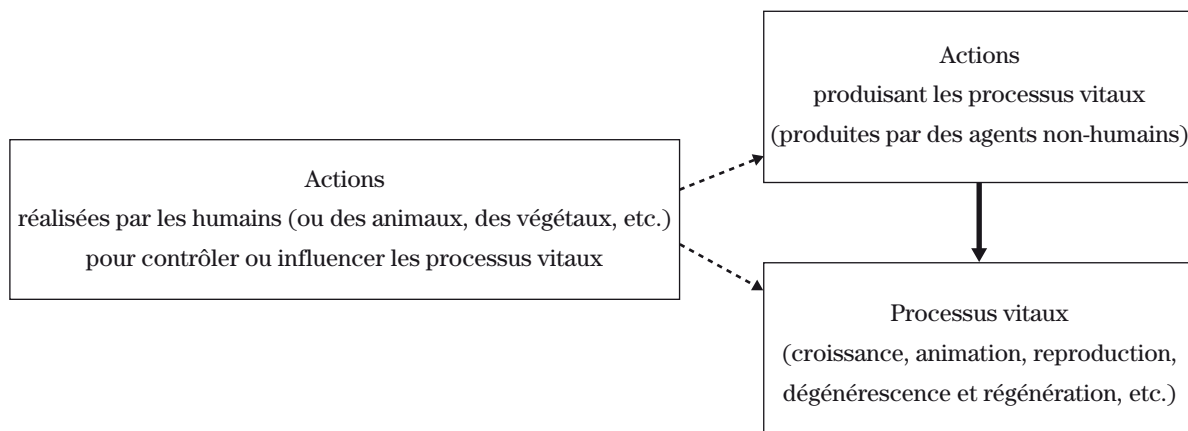 Actions
produisant les processus vitaux
(produites par des agents non-humains)
Actions
réalisées par les humains (ou des animaux, des végétaux, etc.)
pour contrôler ou influencer les processus vitaux
Processus vitaux
(croissance, animation, reproduction,
dégénérescence et régénération, etc.)